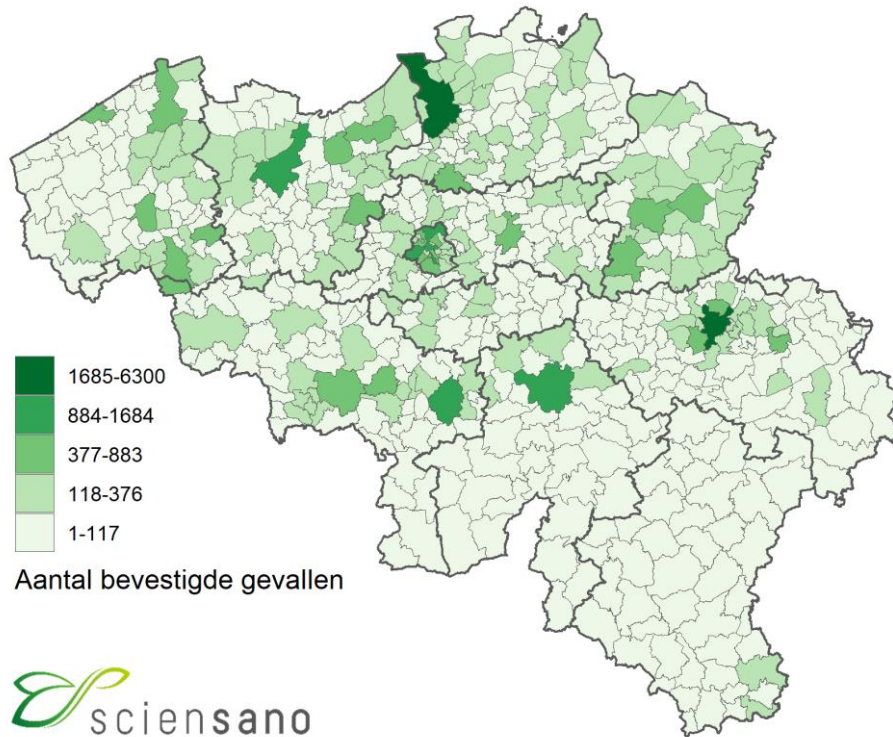 1685-6300
884-1684
377-883
118-376
1-117
Aantal bevestigde gevallen
sciensano